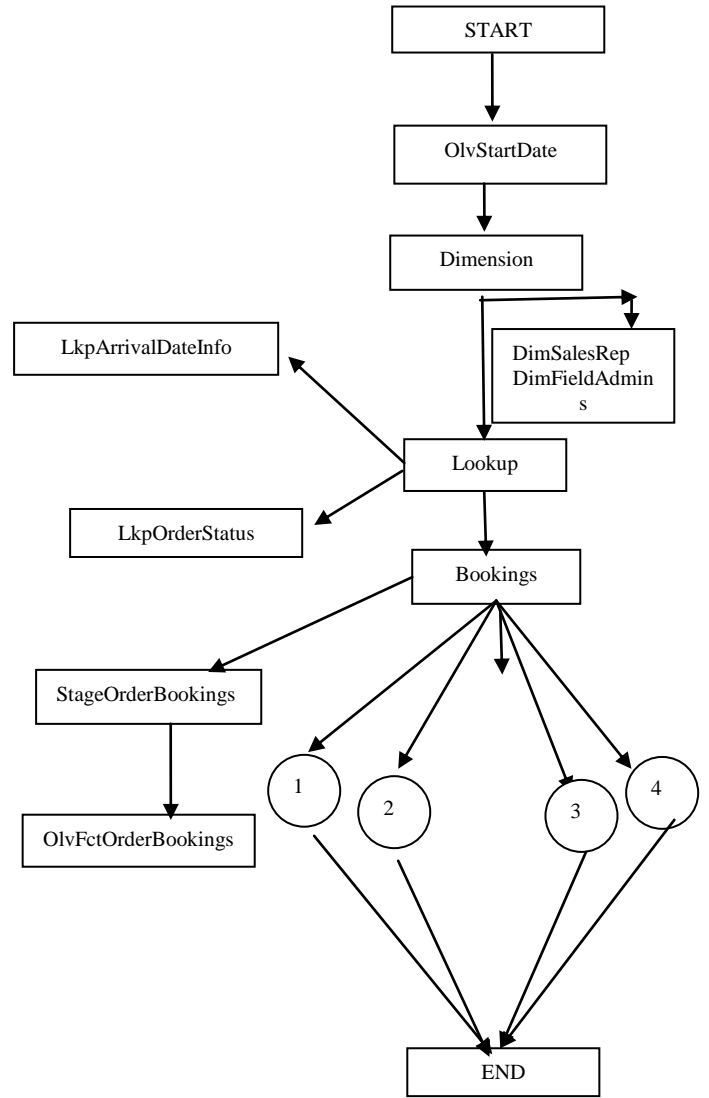 START
OlvStartDate
Dimension
LkpArrivalDateInfo
DimSalesRep
DimFieldAdmin
s
Lookup
LkpOrderStatus
Bookings
StageOrderBookings
1
2
3
4
OlvFctOrderBookings
END